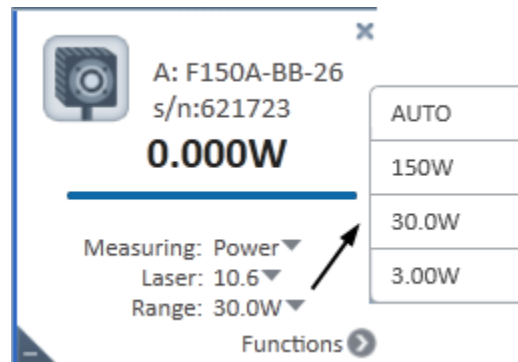 A: F150A-BB-26
s/n:621723
0.000W
Measuring: Power
Laser: 10.6
Range: 30.0W
Functions
AUTO
150W
30.0W
3.00W